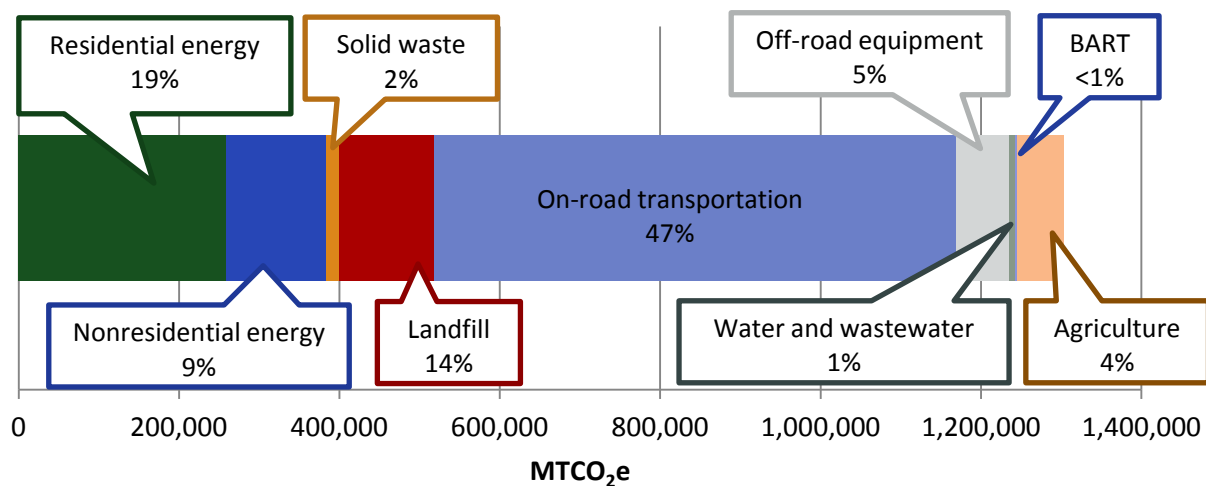 Residential energy
19%
Solid waste
2%
Off-road equipment
5%
BART
<1%
On-road transportation
47%
Nonresidential energy
9%
Landfill
14%
Water and wastewater
1%
Agriculture
4%
0
200,000
400,000
600,000
800,000
1,000,000
1,200,000
1,400,000
MTCO₂e